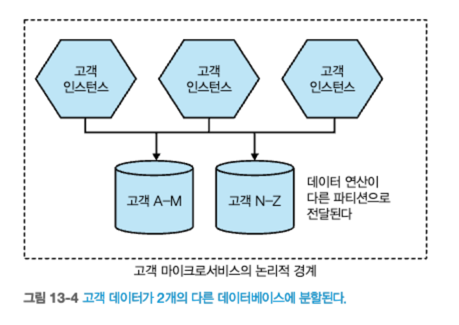 고객
인스턴스
고객
인스턴스
고객
인스턴스
고객 A–M
고객 N–Z
데이터 연산이
다른 파티션으로
전달된다
고객 마이크로서비스의 논리적 경계
그림 13-4 고객 데이터가 2개의 다른 데이터베이스에 분할된다.